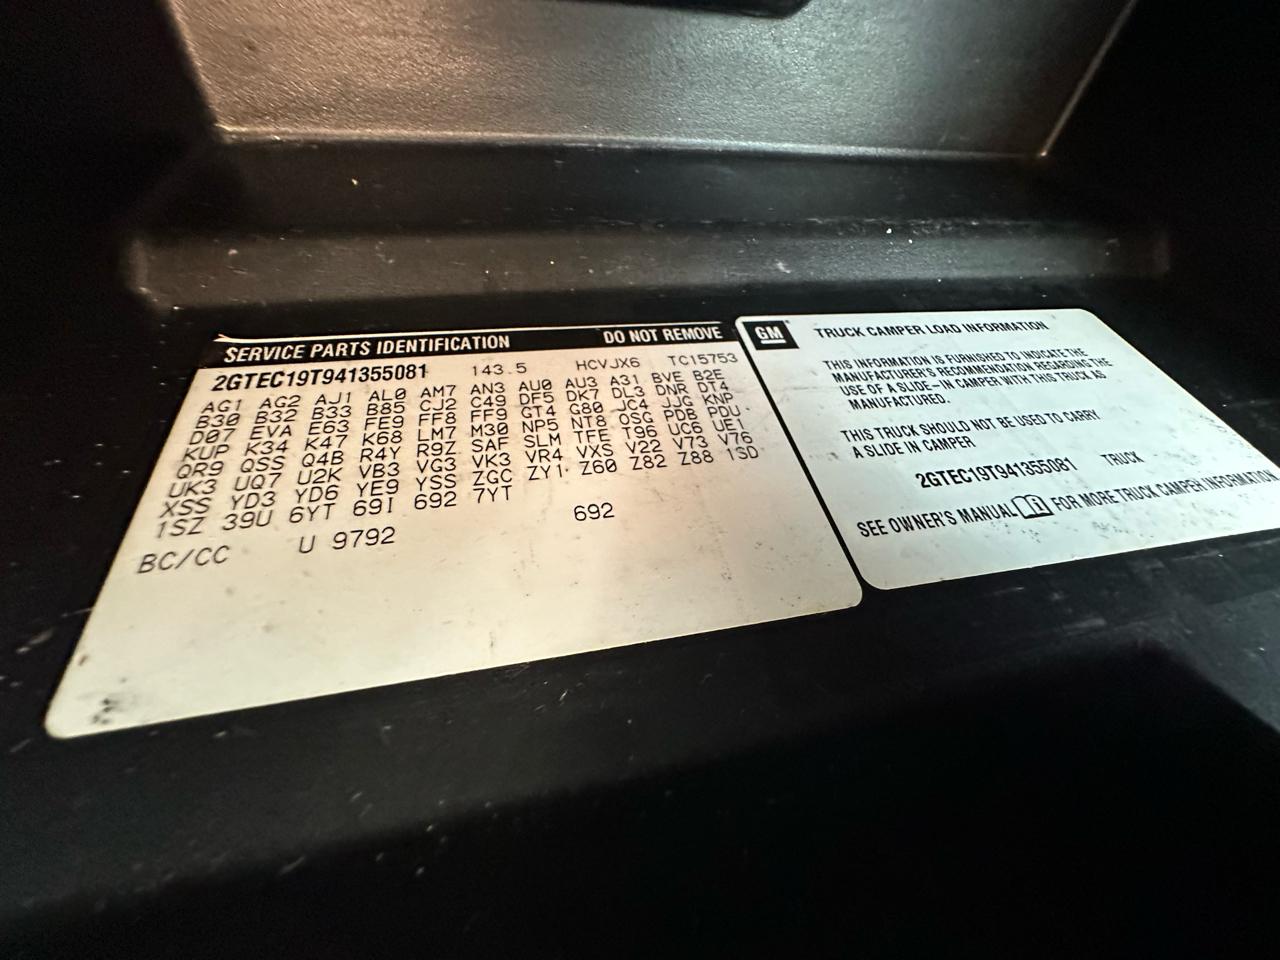 SERVICE PARTS IDENTIFICATION DO NOT REMOVE
2GTEC19T941355081 143.5 HCVJX6 TC15753
AG1 AG2 AJ1 AL0 AM7 AN3 AU0 AU3 A31 BVE B2E
B30 B32 B33 B85 CJ2 C49 DF5 DK7 DL3 DNR DT4
D07 EVA E63 FE9 FF8 FF9 GT4 G80 JC4 JJG KNP
KUP K34 K47 K68 LM7 M30 NP5 NT8 OSG PDB PDU
QR9 QSS Q4B R4Y R9Z SAF SLM TFE T96 UC6 UE1
UK3 UQ7 U2K VB3 VG3 VK3 VR4 VXS V22 V73 V76
XSS YD3 YD6 YE9 YSS ZGC ZY1 Z60 Z82 Z88 1SD
1SZ 39U 6YT 69I 692 7YT
692
BC/CC U 9792
GM
TRUCK CAMPER LOAD INFORMATION
THIS INFORMATION IS FURNISHED TO INDICATE THE
MANUFACTURER'S RECOMMENDATION REGARDING THE
USE OF A SLIDE-IN CAMPER WITH THIS TRUCK AS
MANUFACTURED.
THIS TRUCK SHOULD NOT BE USED TO CARRY
A SLIDE IN CAMPER
2GTEC19T941355081 TRUCK
SEE OWNER'S MANUAL FOR MORE TRUCK CAMPER INFORMATION